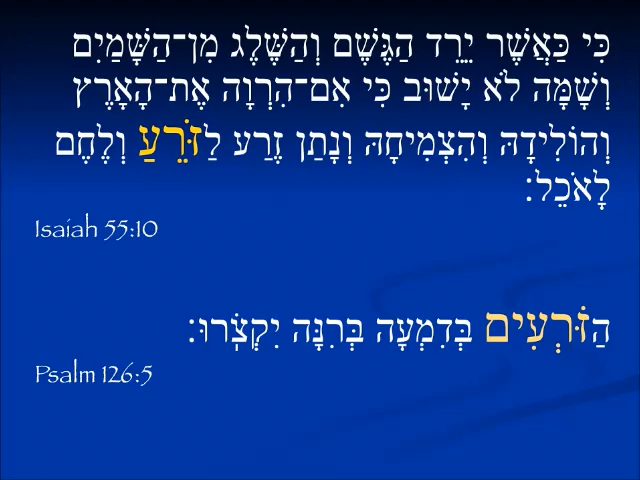 כִּי כַּאֲשֶׁר יֵרֵד הַגֶּשֶׁם וְהַשֶּׁלֶג מִן־הַשָּׁמַיִם
וְשָׁמָּה לֹא יָשׁוּב כִּי אִם־הִרְוָה אֶת־הָאָרֶץ
וְהוֹלִידָהּ וְהִצְמִיחָהּ וְנָתַן זֶרַע לַזֹּרֵעַ וְלֶחֶם
לָאֹכֵל׃
Isaiah 55:10
הַזֹּרְעִים בְּדִמְעָה בְּרִנָּה יִקְצֹרוּ׃
Psalm 126:5